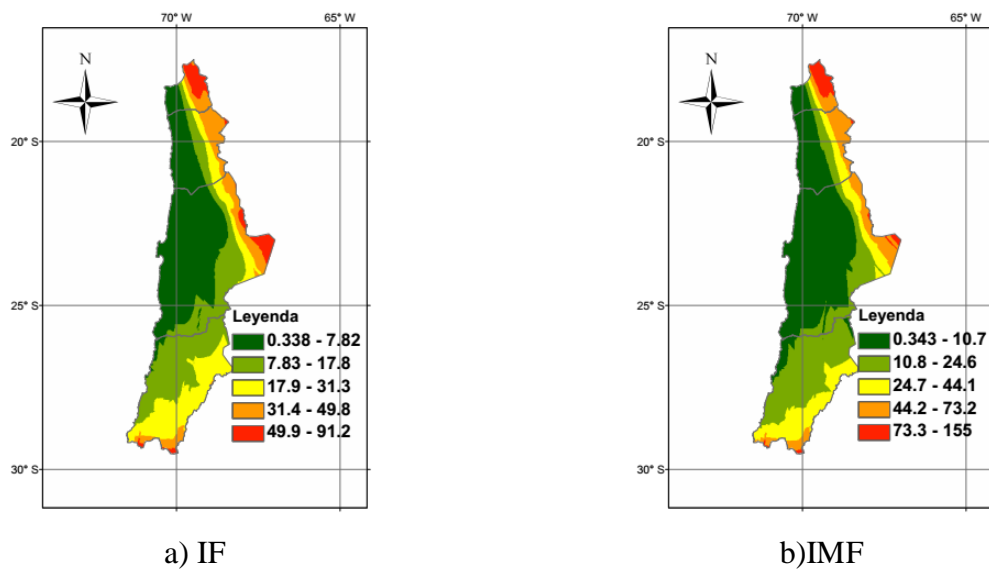 70° W 65° W
N
20° S
25° S
30° S
Leyenda
0.338 - 7.82
7.83 - 17.8
17.9 - 31.3
31.4 - 49.8
49.9 - 91.2
a) IF
70° W 65° W
N
20° S
25° S
30° S
Leyenda
0.343 - 10.7
10.8 - 24.6
24.7 - 44.1
44.2 - 73.2
73.3 - 155
b)IMF